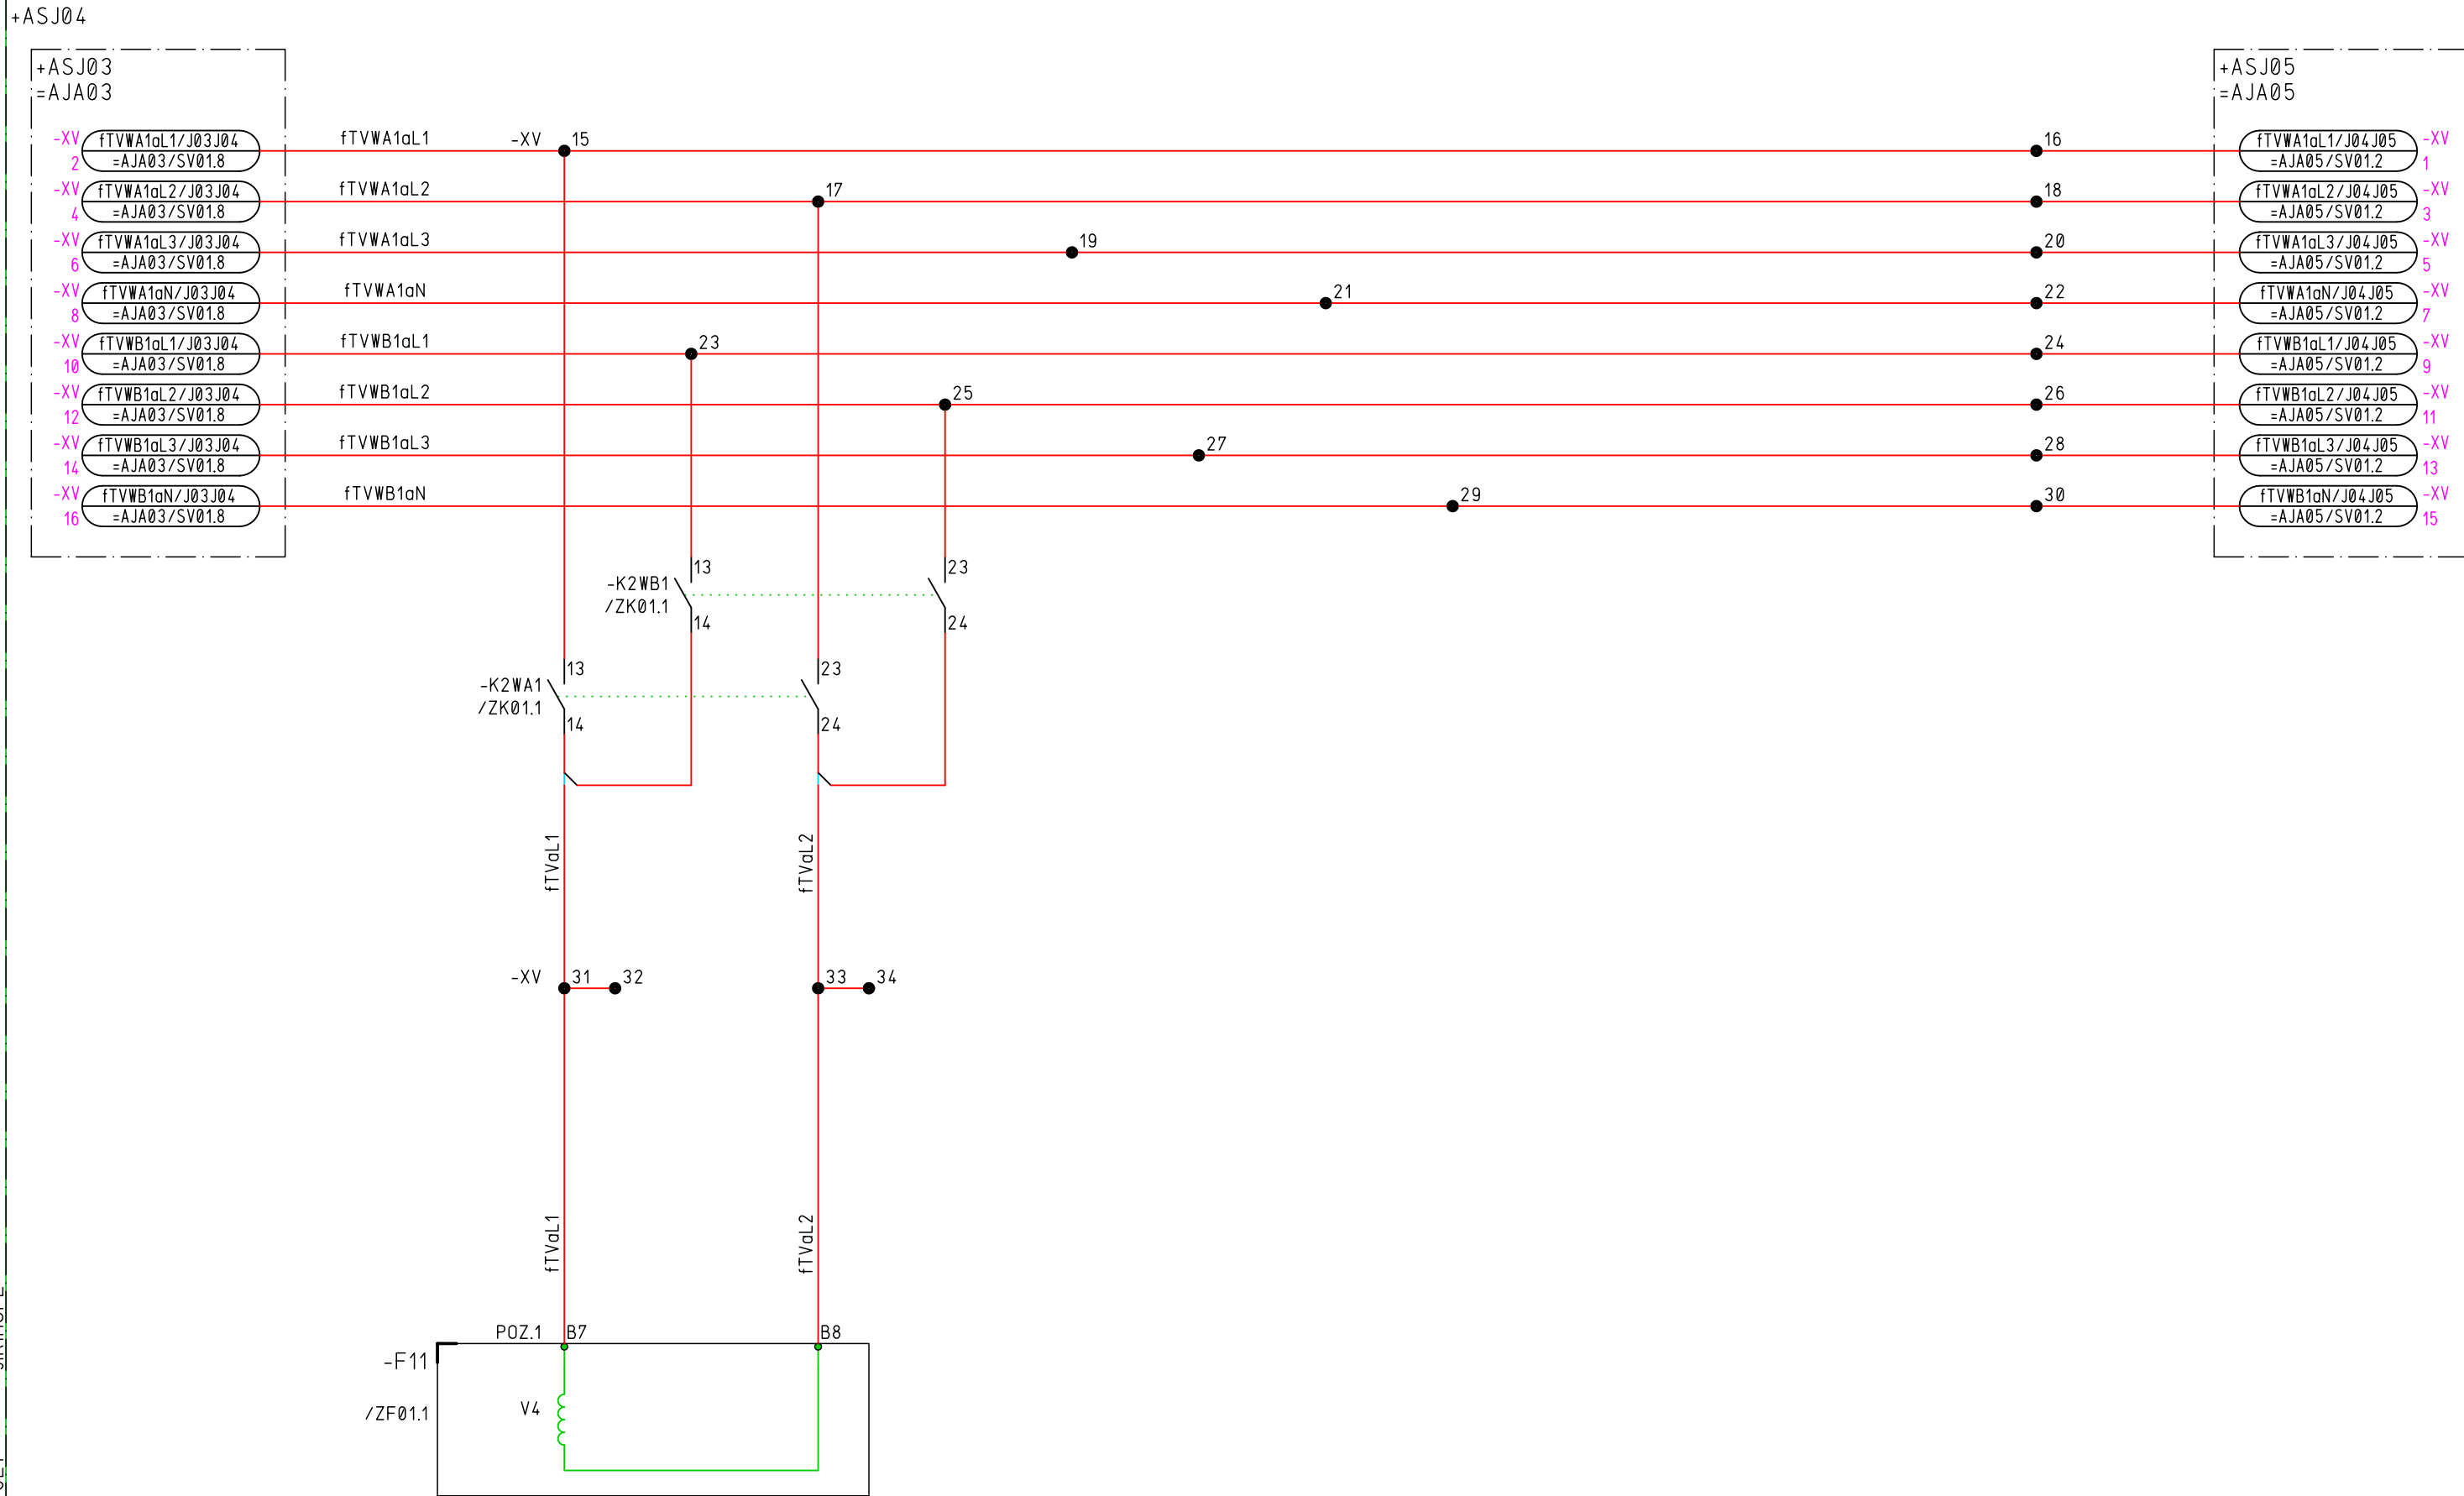 +ASJ04
+ASJ03
=AJA03
+ASJ05
=AJA05
-XV fTVWA1aL1/J03J04 fTVWA1aL1 -XV 15 16 fTVWA1aL1/J04J05 -XV
2 =AJA03/SV01.8 =AJA05/SV01.2 1
-XV fTVWA1aL2/J03J04 fTVWA1aL2 17 18 fTVWA1aL2/J04J05 -XV
4 =AJA03/SV01.8 =AJA05/SV01.2 3
-XV fTVWA1aL3/J03J04 fTVWA1aL3 19 20 fTVWA1aL3/J04J05 -XV
6 =AJA03/SV01.8 =AJA05/SV01.2 5
-XV fTVWA1aN/J03J04 fTVWA1aN 21 22 fTVWA1aN/J04J05 -XV
8 =AJA03/SV01.8 =AJA05/SV01.2 7
-XV fTVWB1aL1/J03J04 fTVWB1aL1 23 24 fTVWB1aL1/J04J05 -XV
10 =AJA03/SV01.8 =AJA05/SV01.2 9
-XV fTVWB1aL2/J03J04 fTVWB1aL2 25 26 fTVWB1aL2/J04J05 -XV
12 =AJA03/SV01.8 =AJA05/SV01.2 11
-XV fTVWB1aL3/J03J04 fTVWB1aL3 27 28 fTVWB1aL3/J04J05 -XV
14 =AJA03/SV01.8 =AJA05/SV01.2 13
-XV fTVWB1aN/J03J04 fTVWB1aN 29 30 fTVWB1aN/J04J05 -XV
16 =AJA03/SV01.8 =AJA05/SV01.2 15
13 23
-K2WB1
/ZK01.1
14 24
13 23
-K2WA1
/ZK01.1
14 24
fTVaL1 fTVaL2
-XV 31 32 33 34
fTVaL1 fTVaL2
POZ.1 B7 B8
-F11
/ZF01.1 V4